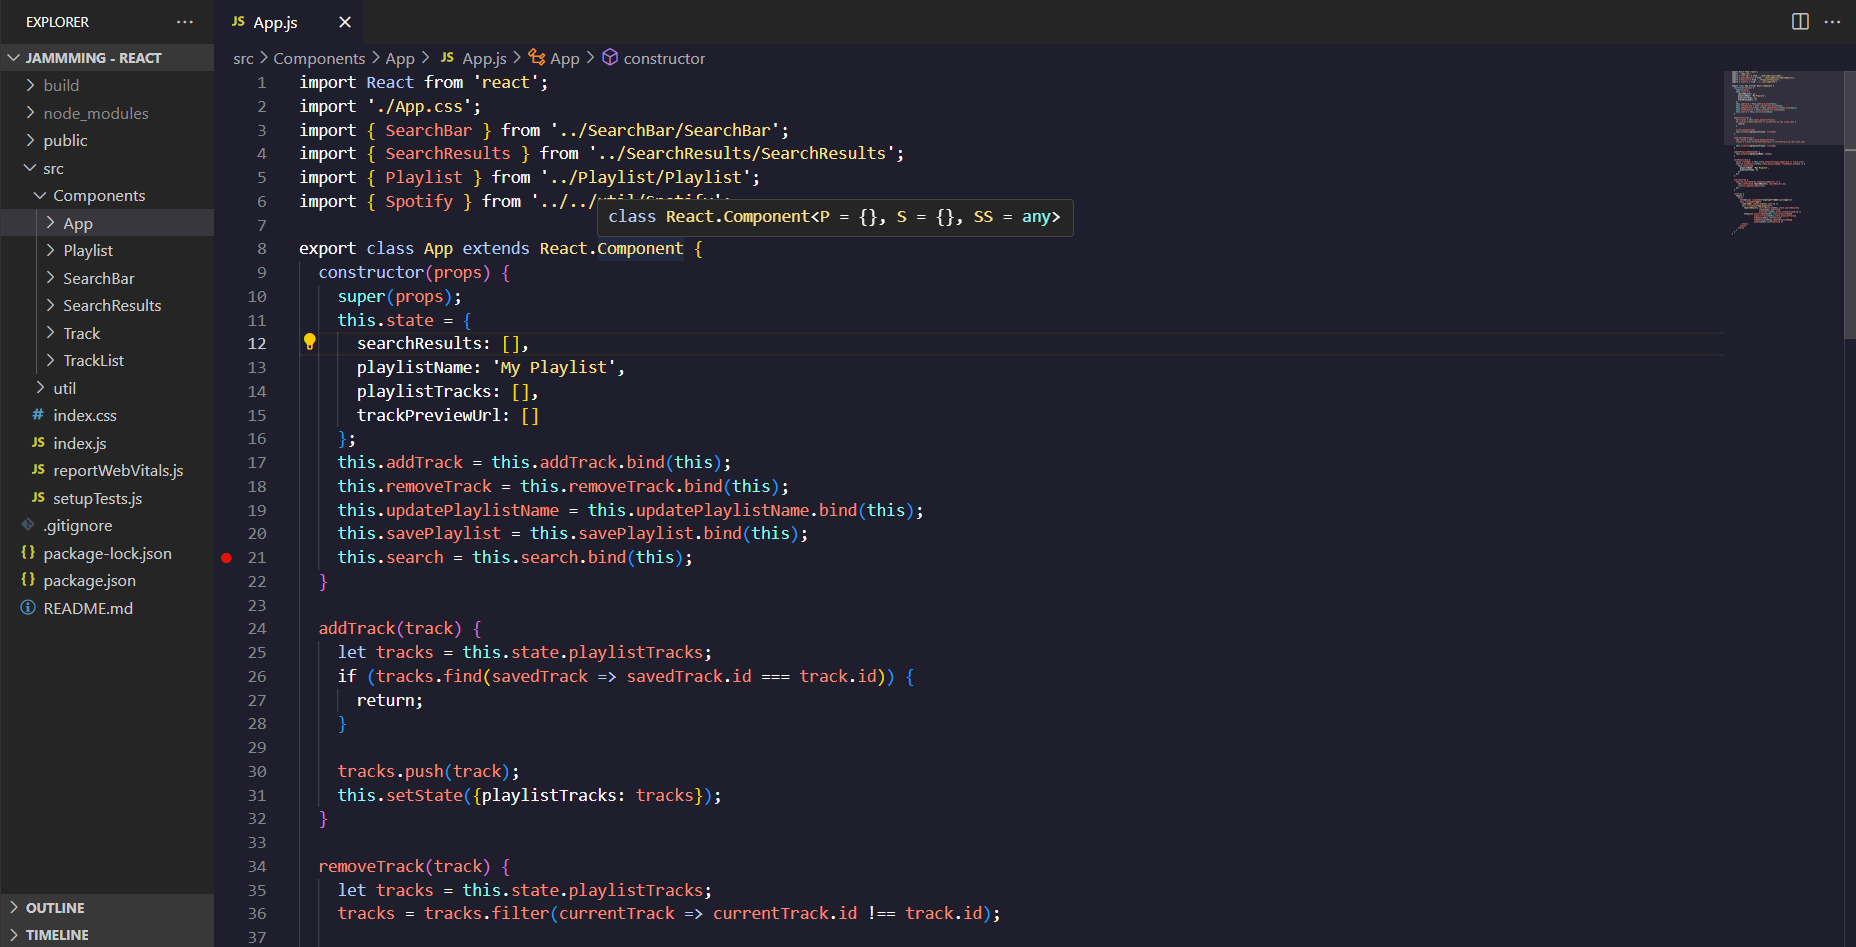 EXPLORER
JAMMMING - REACT
build
node_modules
public
src
Components
App
Playlist
SearchBar
SearchResults
Track
TrackList
util
# index.css
JS index.js
JS reportWebVitals.js
JS setupTests.js
.gitignore
{} package-lock.json
{} package.json
README.md
OUTLINE
TIMELINE
JS App.js
src > Components > App > JS App.js > App > constructor
1 import React from 'react';
2 import './App.css';
3 import { SearchBar } from '../SearchBar/SearchBar';
4 import { SearchResults } from '../SearchResults/SearchResults';
5 import { Playlist } from '../Playlist/Playlist';
6 import { Spotify } from '../../util/Spotify';
class React.Component<P = {}, S = {}, SS = any>
7
8 export class App extends React.Component {
9 constructor(props) {
10 super(props);
11 this.state = {
12 searchResults: [],
13 playlistName: 'My Playlist',
14 playlistTracks: [],
15 trackPreviewUrl: []
16 };
17 this.addTrack = this.addTrack.bind(this);
18 this.removeTrack = this.removeTrack.bind(this);
19 this.updatePlaylistName = this.updatePlaylistName.bind(this);
20 this.savePlaylist = this.savePlaylist.bind(this);
21 this.search = this.search.bind(this);
22 }
23
24 addTrack(track) {
25 let tracks = this.state.playlistTracks;
26 if (tracks.find(savedTrack => savedTrack.id === track.id)) {
27 return;
28 }
29
30 tracks.push(track);
31 this.setState({playlistTracks: tracks});
32 }
33
34 removeTrack(track) {
35 let tracks = this.state.playlistTracks;
36 tracks = tracks.filter(currentTrack => currentTrack.id !== track.id);
37